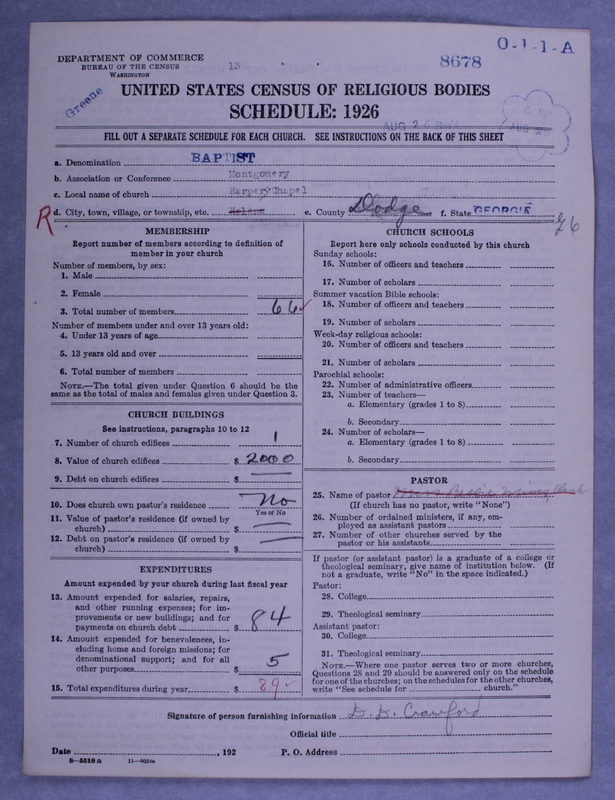 DEPARTMENT OF COMMERCE
BUREAU OF THE CENSUS
WASHINGTON
15
8678
O-1-1-A
Greene
UNITED STATES CENSUS OF RELIGIOUS BODIES
SCHEDULE: 1926
AUG 26
AUG 2
FILL OUT A SEPARATE SCHEDULE FOR EACH CHURCH. SEE INSTRUCTIONS ON THE BACK OF THIS SHEET
a. Denomination BAPTIST
b. Association or Conference Montgomery
c. Local name of church Harpers Chapel
R d. City, town, village, or township, etc. Helena e. County Dodge f. State GEORGIA
26
MEMBERSHIP
Report number of members according to definition of
member in your church
Number of members, by sex:
1. Male
2. Female
3. Total number of members 66 ✓
Number of members under and over 13 years old:
4. Under 13 years of age
5. 13 years old and over
6. Total number of members
NOTE.—The total given under Question 6 should be the
same as the total of males and females given under Question 3.
CHURCH BUILDINGS
See instructions, paragraphs 10 to 12
7. Number of church edifices 1
8. Value of church edifices $ 2000
9. Debt on church edifices $ —
10. Does church own pastor's residence No
Yes or No
11. Value of pastor's residence (if owned by
church) $ —
12. Debt on pastor's residence (if owned by
church) $ —
EXPENDITURES
Amount expended by your church during last fiscal year
13. Amount expended for salaries, repairs,
and other running expenses; for im-
provements or new buildings; and for
payments on church debt $ 84
14. Amount expended for benevolences, in-
cluding home and foreign missions; for
denominational support; and for all
other purposes $ 5
15. Total expenditures during year $ 89 ✓
CHURCH SCHOOLS
Report here only schools conducted by this church
Sunday schools:
16. Number of officers and teachers
17. Number of scholars
Summer vacation Bible schools:
18. Number of officers and teachers
19. Number of scholars
Week-day religious schools:
20. Number of officers and teachers
21. Number of scholars
Parochial schools:
22. Number of administrative officers
23. Number of teachers—
a. Elementary (grades 1 to 8)
b. Secondary
24. Number of scholars—
a. Elementary (grades 1 to 8)
b. Secondary
PASTOR
25. Name of pastor
(If church has no pastor, write "None")
26. Number of ordained ministers, if any, em-
ployed as assistant pastors
27. Number of other churches served by the
pastor or his assistants
If pastor (or assistant pastor) is a graduate of a college or
theological seminary, give name of institution below. (If
not a graduate, write "No" in the space indicated.)
Pastor:
28. College
29. Theological seminary
Assistant pastor:
30. College
31. Theological seminary
NOTE.—Where one pastor serves two or more churches,
Questions 28 and 29 should be answered only on the schedule
for one of the churches; on the schedules for the other churches,
write "See schedule for church."
Signature of person furnishing information D. D. Crawford
Official title
Date , 192 P. O. Address
8—5518a 11—9034a